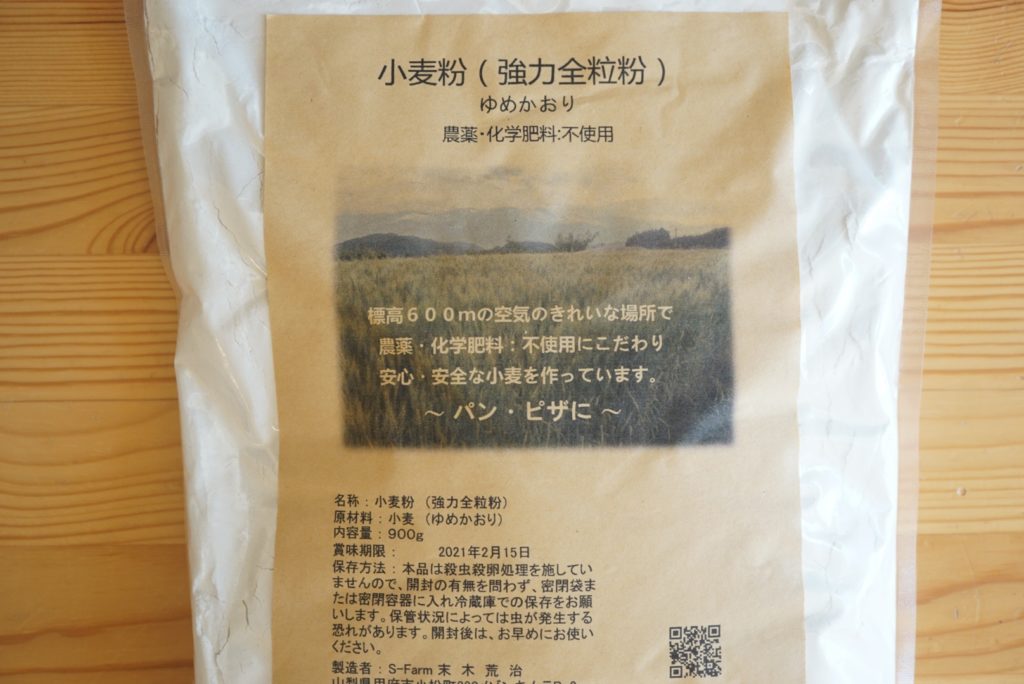 小麦粉（強力全粒粉）
ゆめかおり
農薬・化学肥料:不使用
標高６００ｍの空気のきれいな場所で
農薬・化学肥料：不使用にこだわり
安心・安全な小麦を作っています。
～ パン・ピザに ～
名称：小麦粉（強力全粒粉）
原材料：小麦（ゆめかおり）
内容量：900g
賞味期限： 2021年2月15日
保存方法：本品は殺虫殺卵処理を施してい
ませんので、開封の有無を問わず、密閉袋ま
たは密閉容器に入れ冷蔵庫での保存をお願
いします。保管状況によっては虫が発生する
恐れがあります。開封後は、お早めにお使い
ください。
製造者：S-Farm 末 木 荒 治
山梨県甲府市小松町